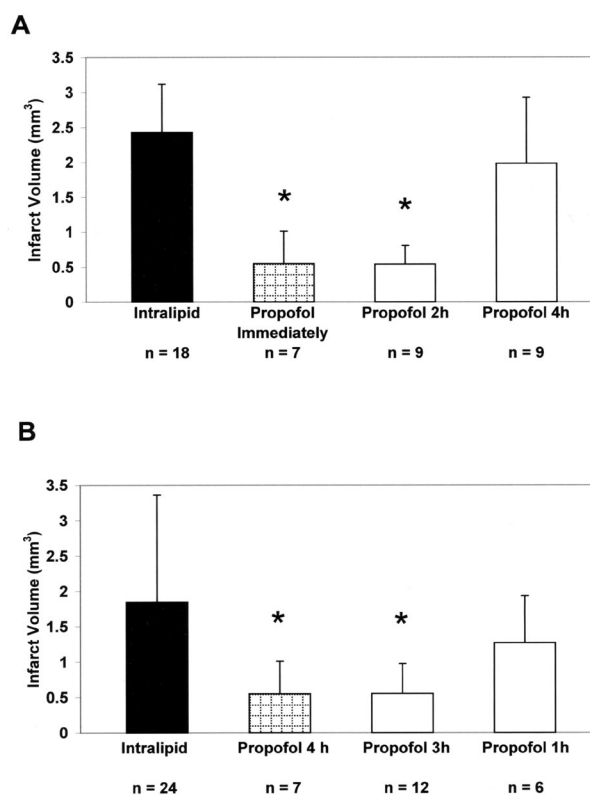 A
3.5
3
2.5
2
1.5
1
0.5
0
Infarct Volume (mm³)
*
*
Intralipid Propofol Immediately Propofol 2h Propofol 4h
n = 18 n = 7 n = 9 n = 9
B
3.5
3
2.5
2
1.5
1
0.5
0
Infarct Volume (mm³)
*
*
Intralipid Propofol 4 h Propofol 3h Propofol 1h
n = 24 n = 7 n = 12 n = 6